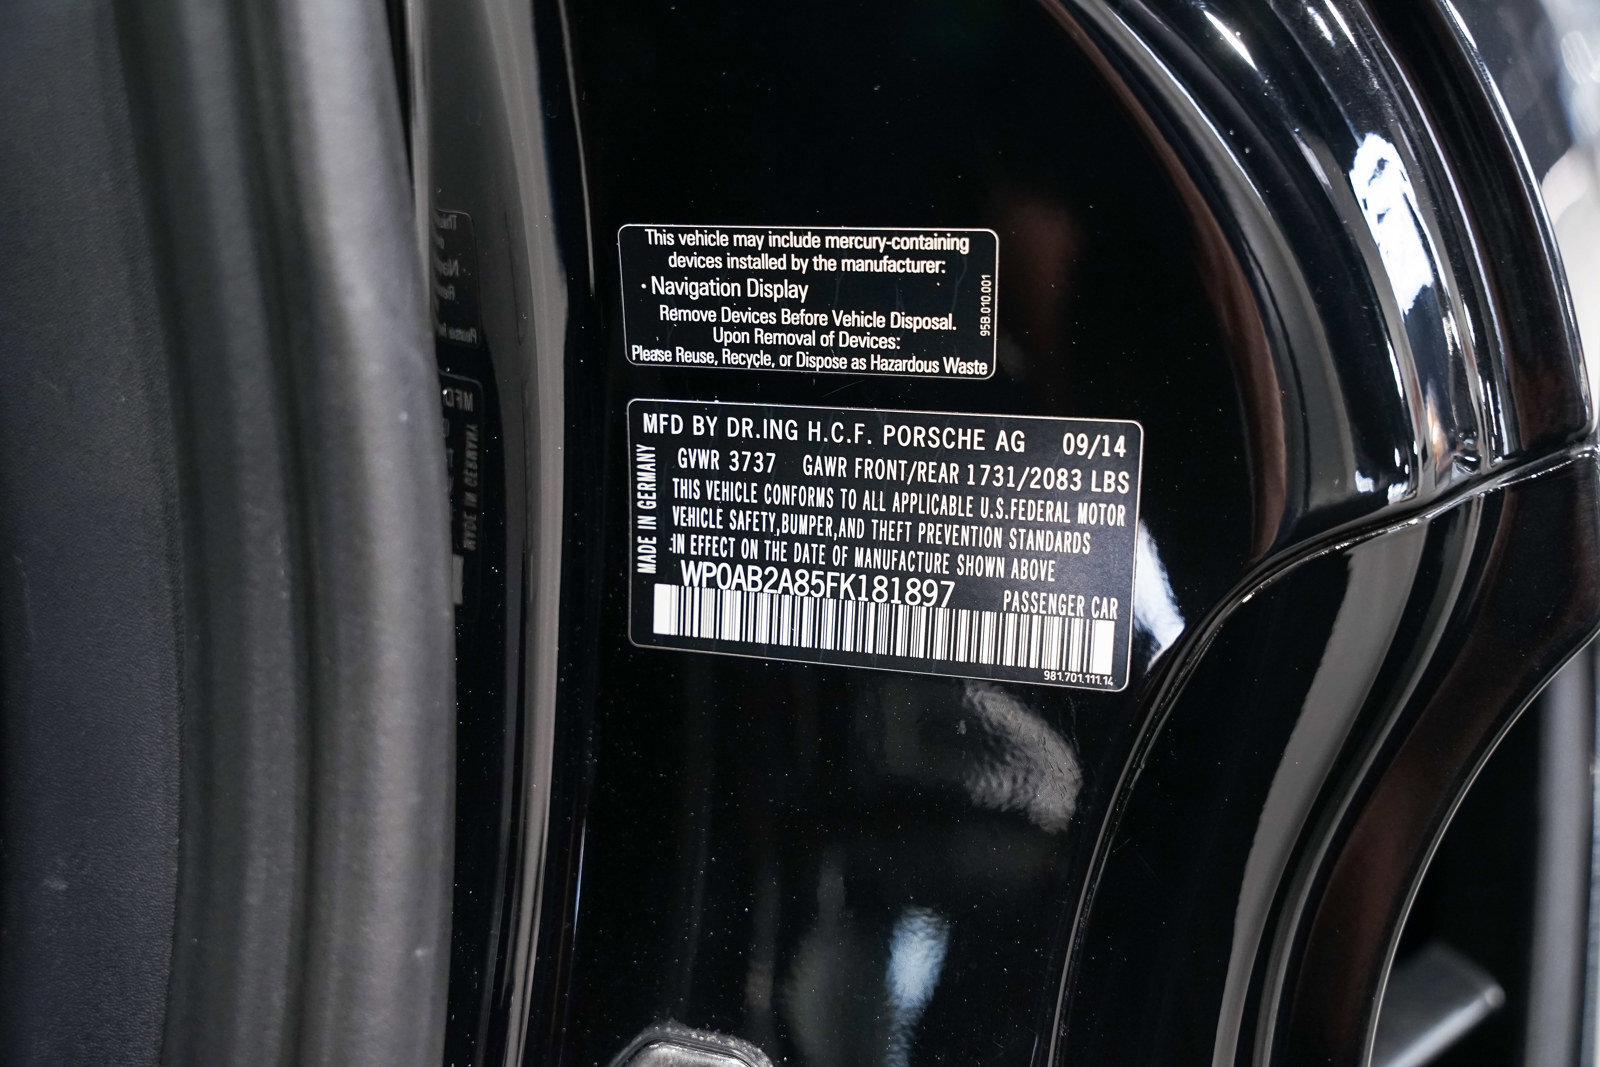 This vehicle may include mercury-containing
devices installed by the manufacturer:
· Navigation Display
Remove Devices Before Vehicle Disposal.
Upon Removal of Devices:
Please Reuse, Recycle, or Dispose as Hazardous Waste
95B.010.001
MFD BY DR.ING H.C.F. PORSCHE AG 09/14
GVWR 3737 GAWR FRONT/REAR 1731/2083 LBS
THIS VEHICLE CONFORMS TO ALL APPLICABLE U.S.FEDERAL MOTOR
VEHICLE SAFETY,BUMPER,AND THEFT PREVENTION STANDARDS
IN EFFECT ON THE DATE OF MANUFACTURE SHOWN ABOVE
WP0AB2A85FK181897 PASSENGER CAR
981.701.111.14
MADE IN GERMANY